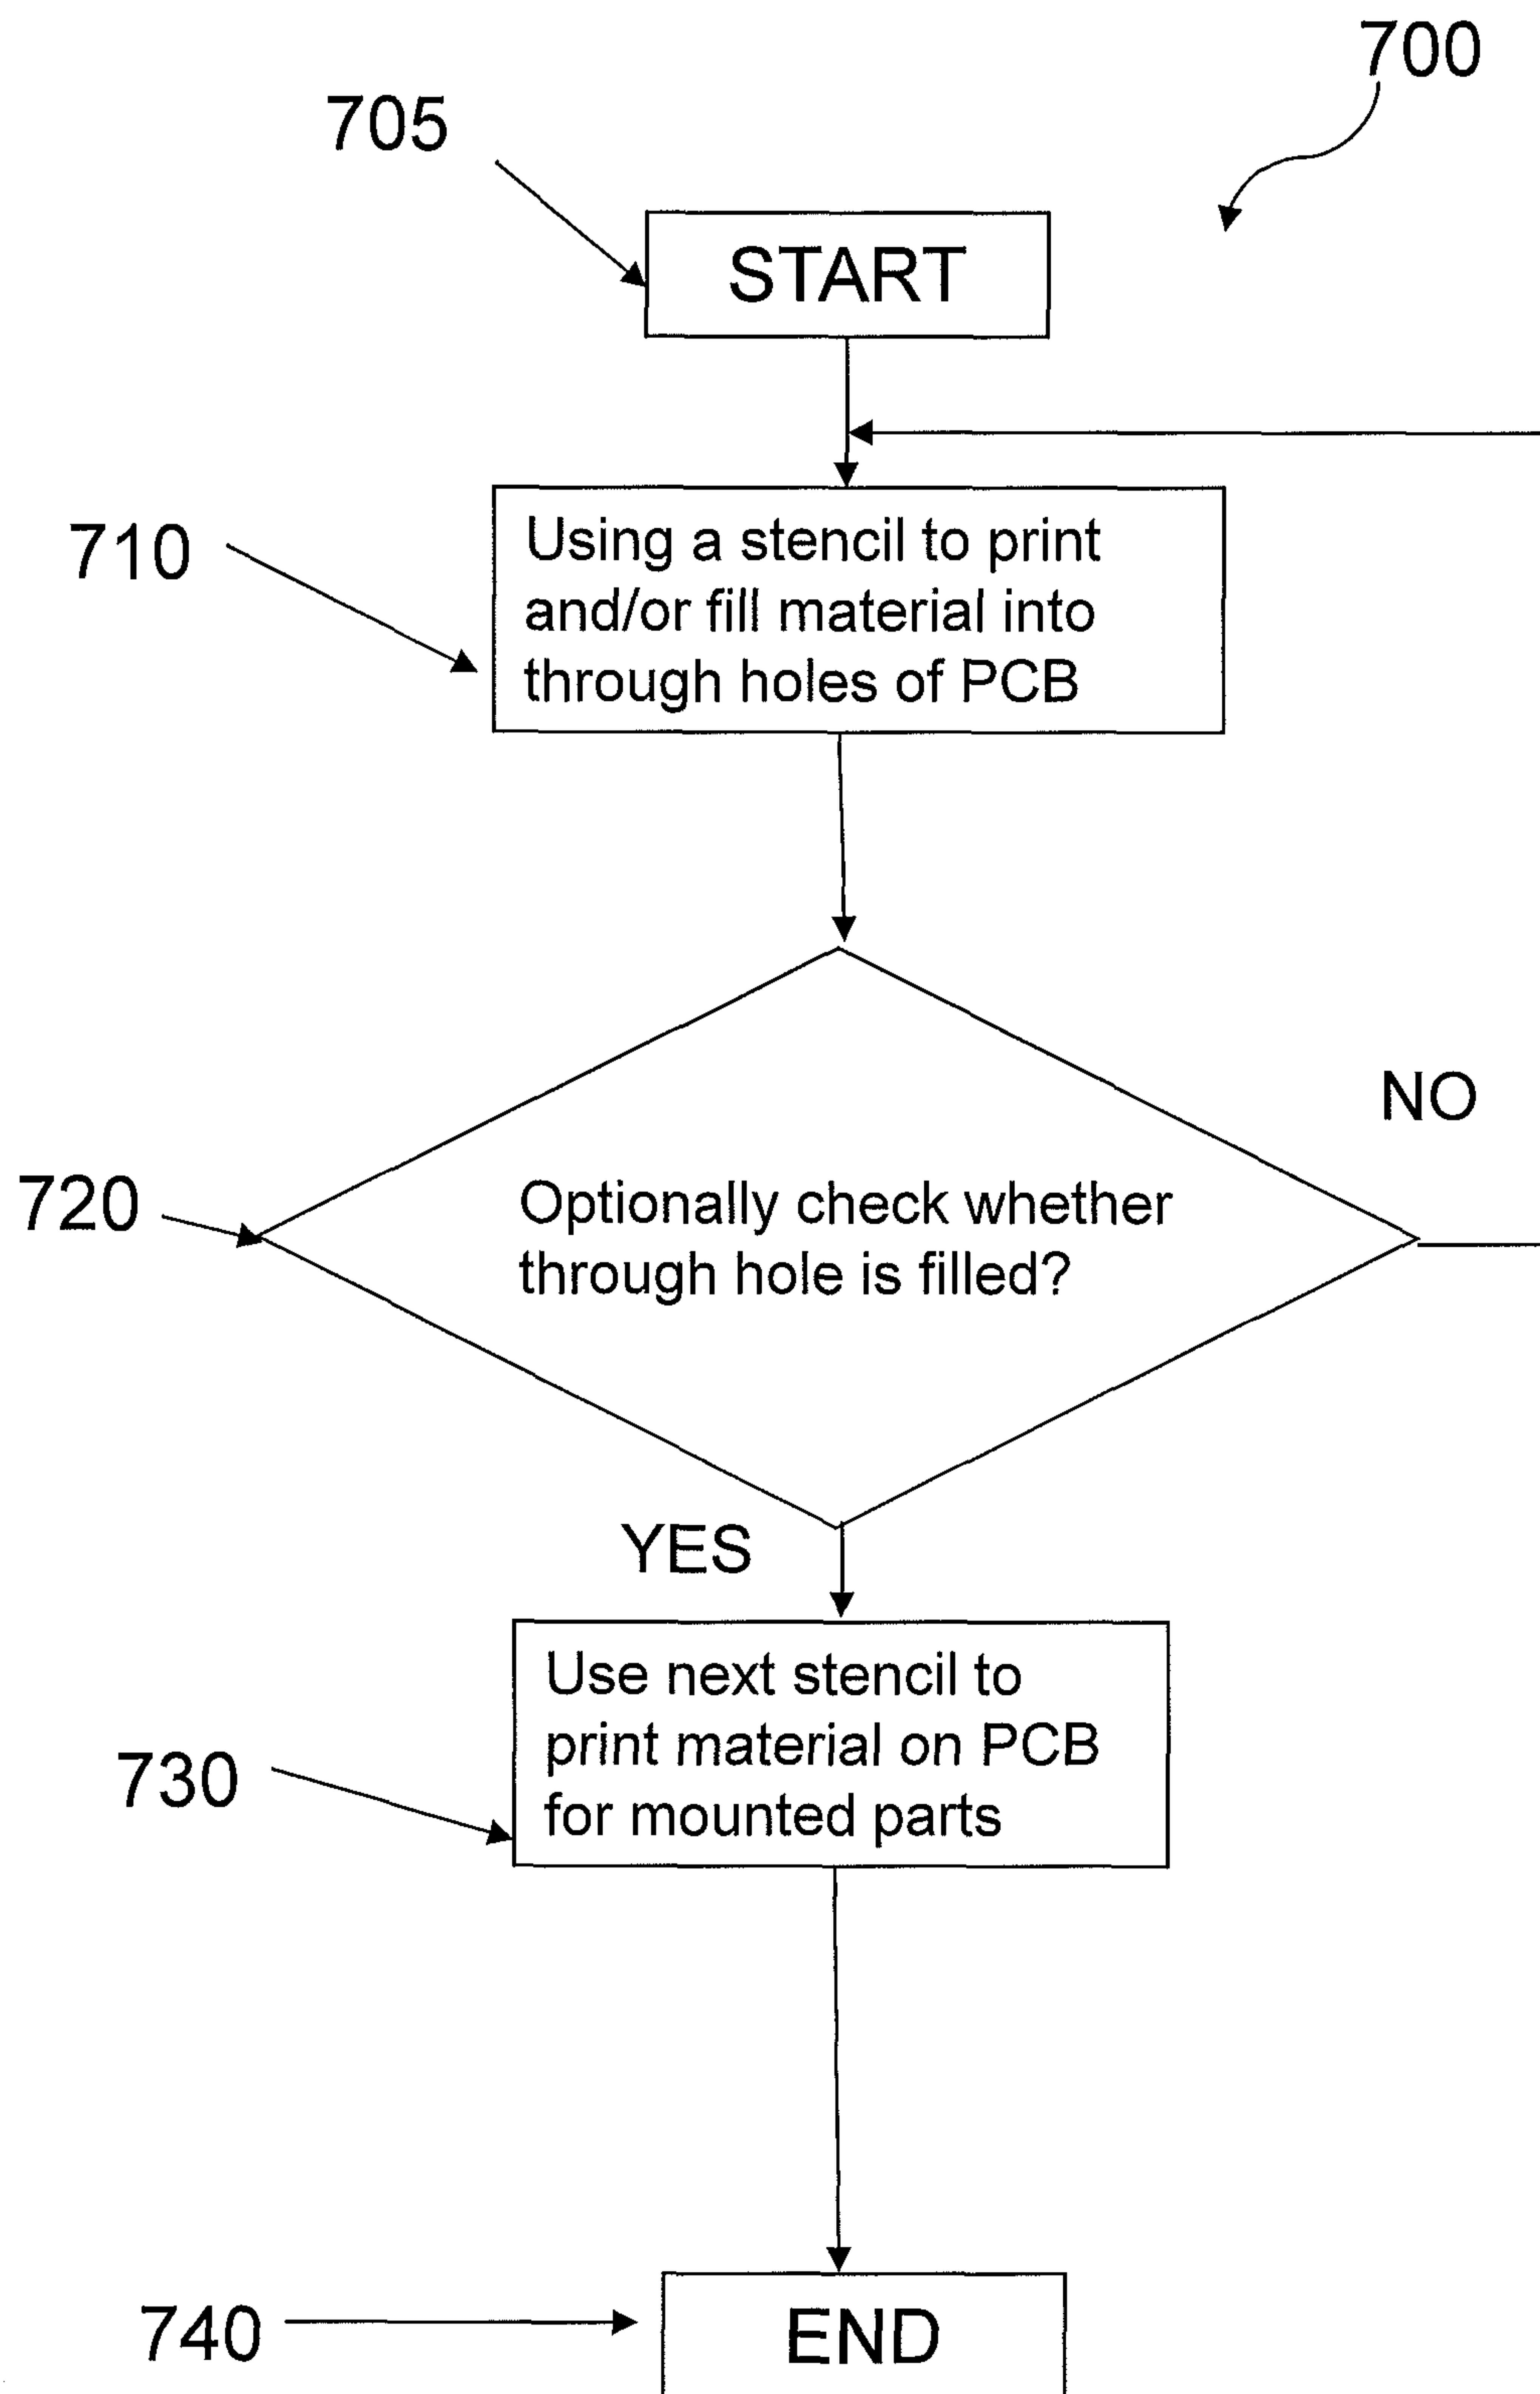 700
705
START
710
Using a stencil to print
and/or fill material into
through holes of PCB
NO
720
Optionally check whether
through hole is filled?
YES
Use next stencil to
print material on PCB
for mounted parts
730
740
END